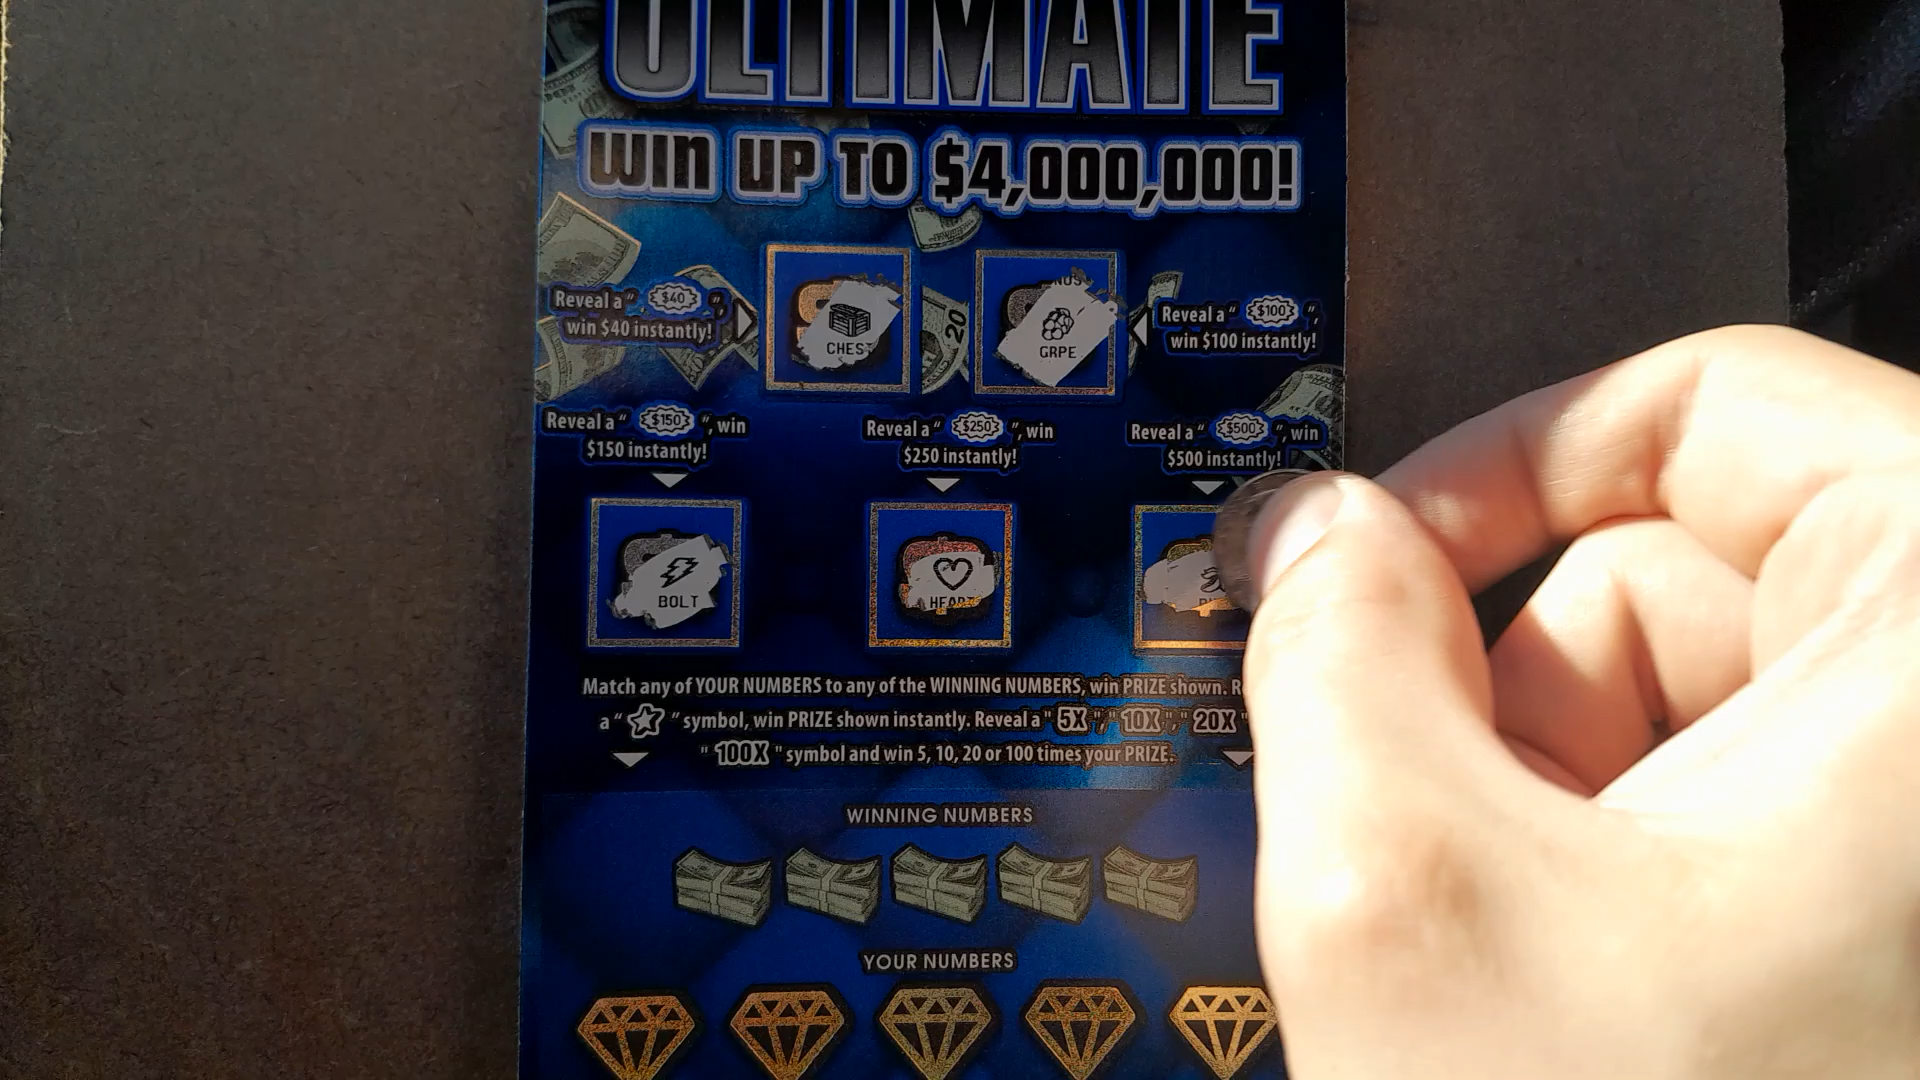 ULTIMATE
WIN UP TO $4,000,000!
Reveal a " $40 ",
win $40 instantly!
CHEST
GRPE
Reveal a " $100 ",
win $100 instantly!
Reveal a " $150 ", win
$150 instantly!
Reveal a " $250 ", win
$250 instantly!
Reveal a " $500 ", win
$500 instantly!
BOLT
HEART
Match any of YOUR NUMBERS to any of the WINNING NUMBERS, win PRIZE shown. R
a " " symbol, win PRIZE shown instantly. Reveal a " 5X ", " 10X ", " 20X "
" 100X " symbol and win 5, 10, 20 or 100 times your PRIZE.
WINNING NUMBERS
YOUR NUMBERS